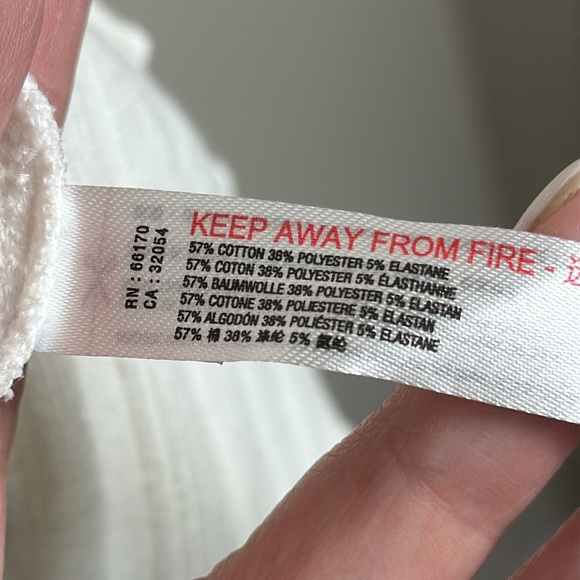 RN : 66170
CA : 32054
KEEP AWAY FROM FIRE -
57% COTTON 38% POLYESTER 5% ELASTANE
57% COTON 38% POLYESTER 5% ÉLASTHANNE
57% BAUMWOLLE 38% POLYESTER 5% ELASTAN
57% COTONE 38% POLIESTERE 5% ELASTAN
57% ALGODÓN 38% POLIÉSTER 5% ELASTANE
57% 棉 38% 涤纶 5% 氨纶